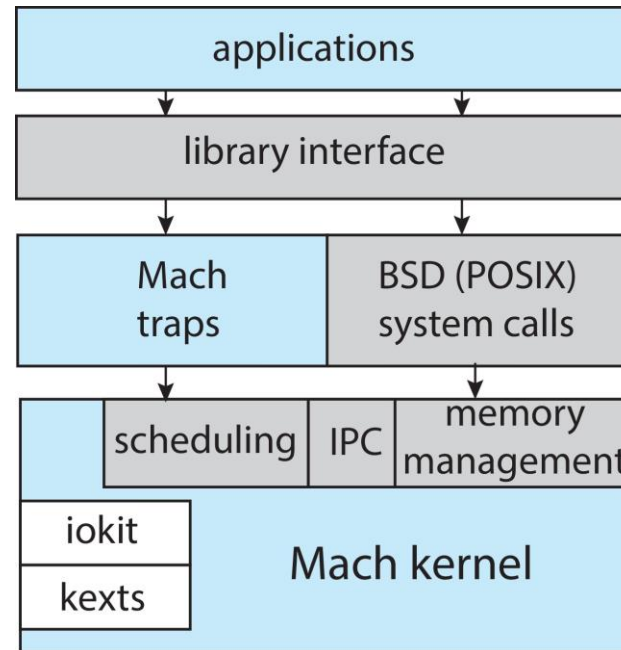 applications
library interface
Mach
traps
BSD (POSIX)
system calls
scheduling
IPC
memory
management
iokit
kexts
Mach kernel